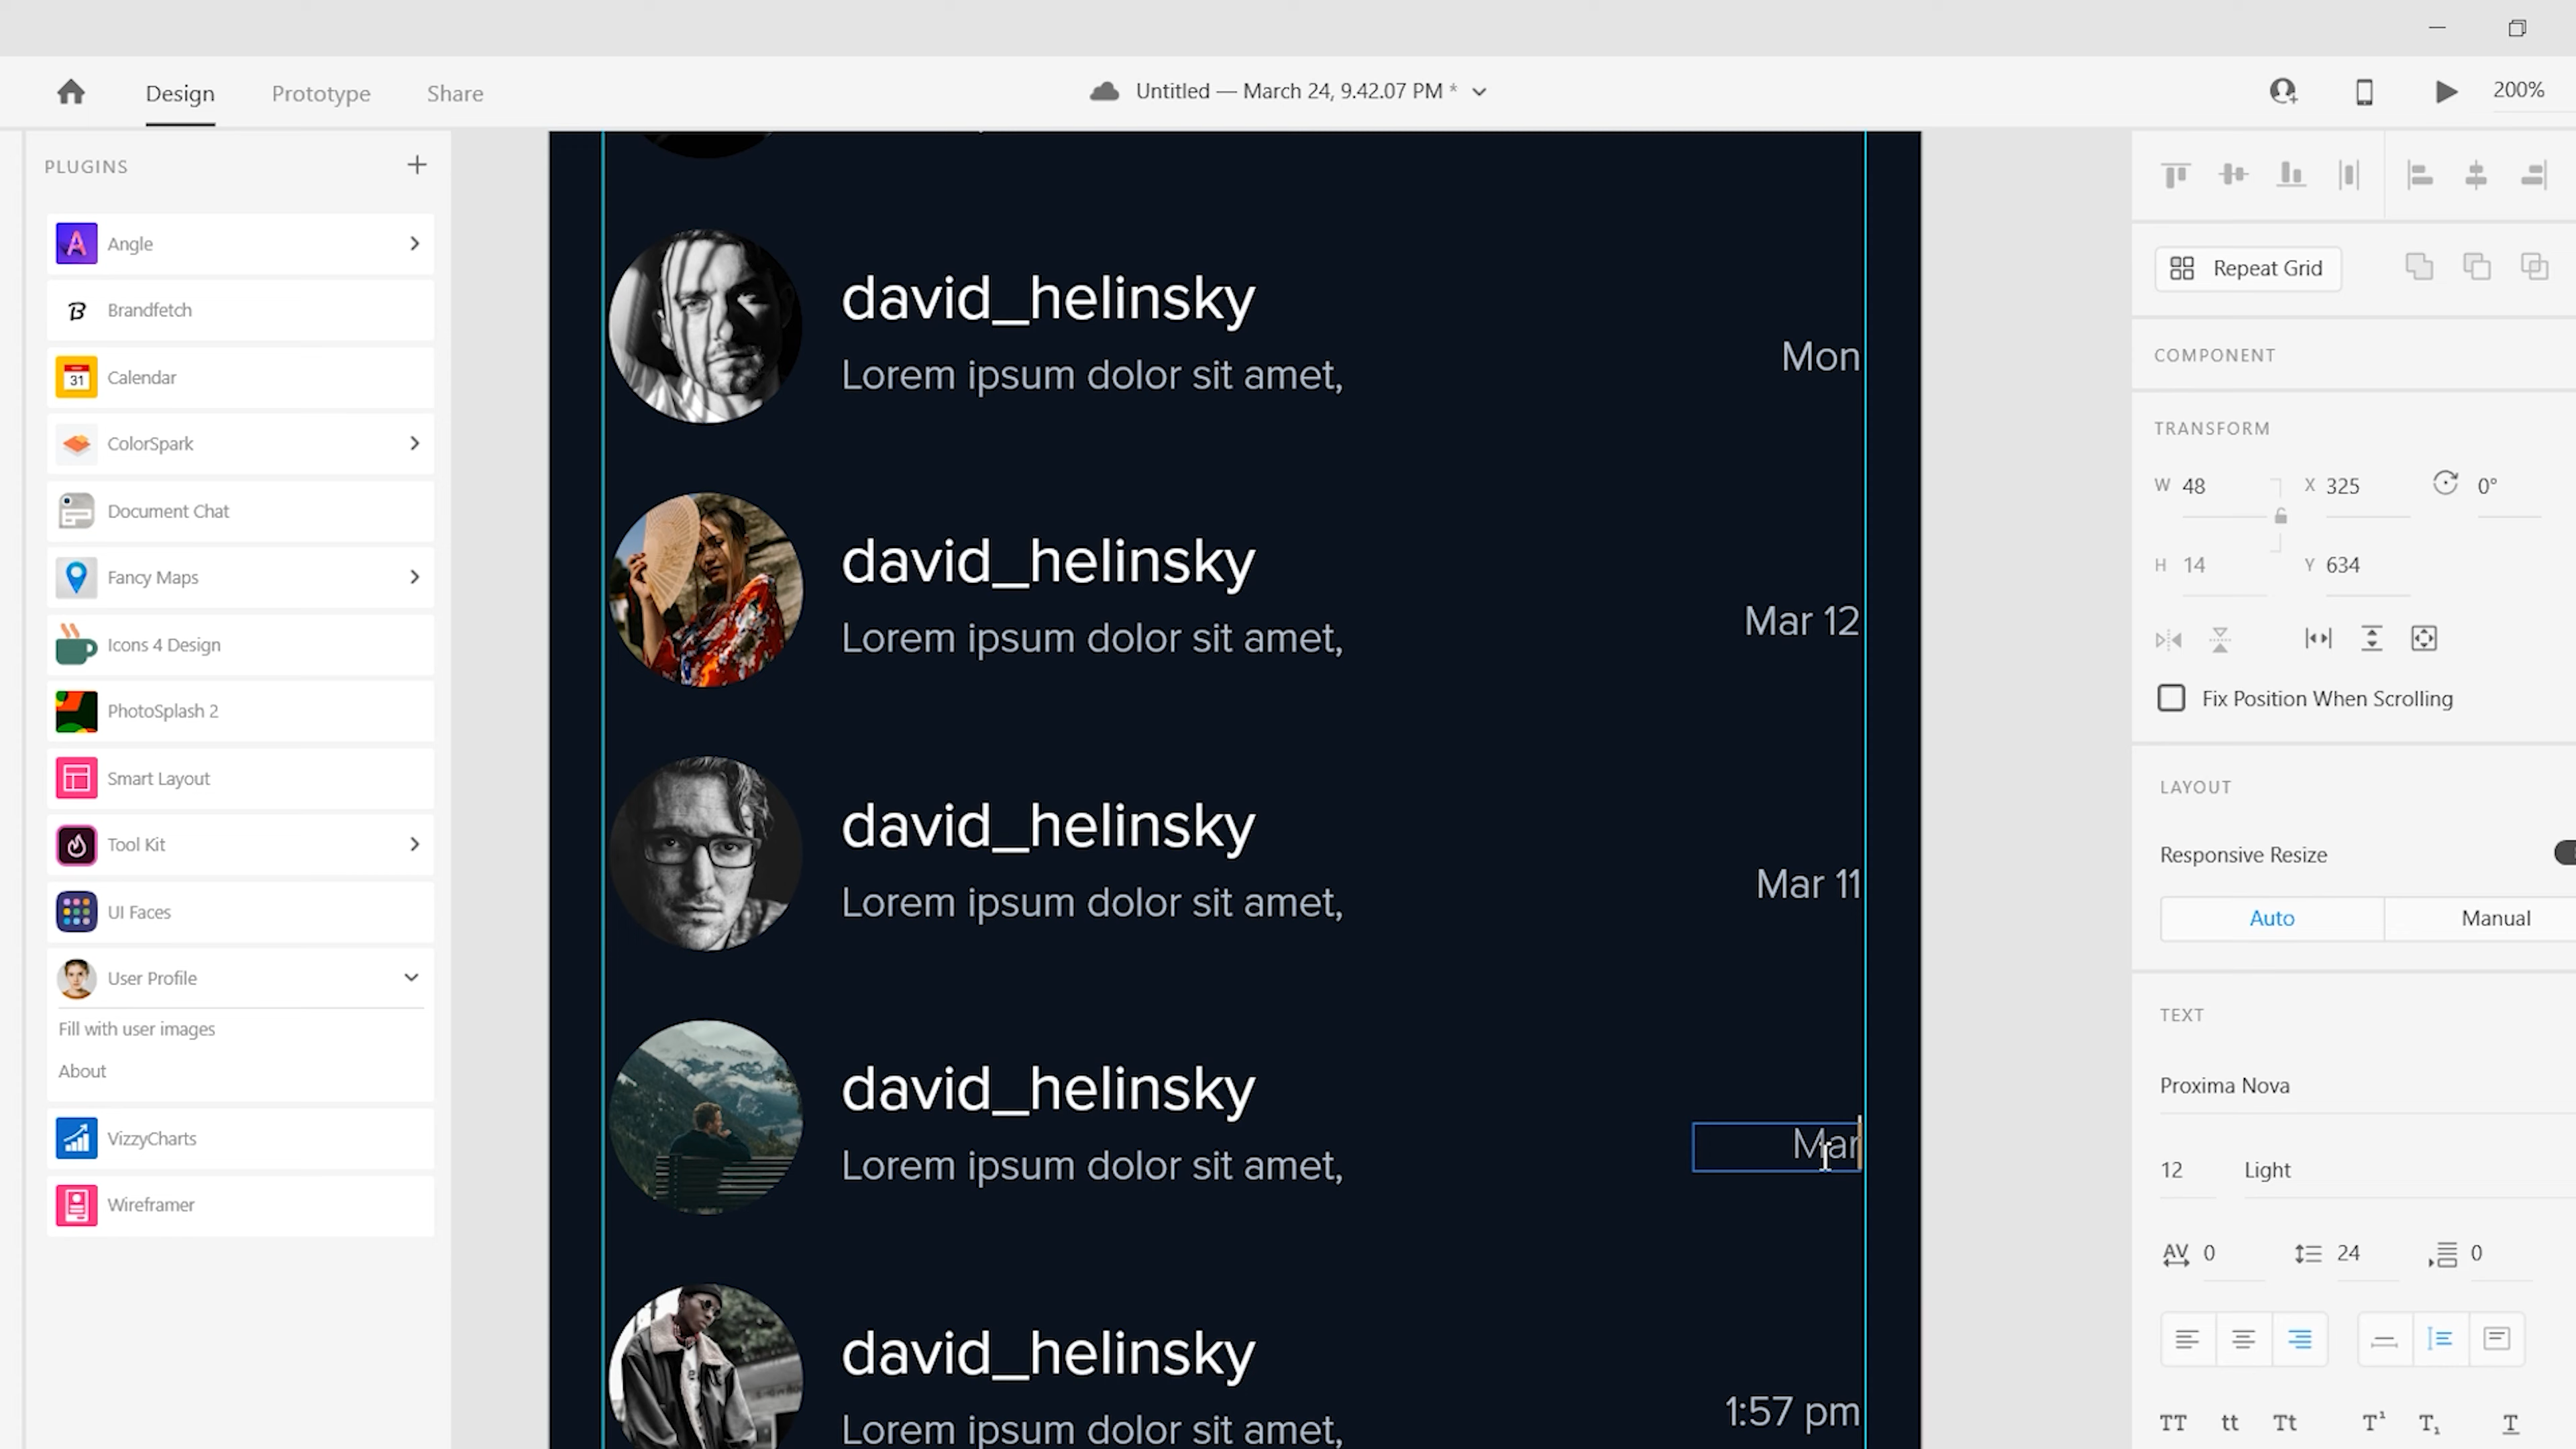 Design
Prototype
Share
Untitled — March 24, 9.42.07 PM *
200%
PLUGINS
Angle
Brandfetch
31
Calendar
ColorSpark
Document Chat
Fancy Maps
Icons 4 Design
PhotoSplash 2
Smart Layout
Tool Kit
UI Faces
User Profile
Fill with user images
About
VizzyCharts
Wireframer
david_helinsky
Lorem ipsum dolor sit amet,
Mon
david_helinsky
Lorem ipsum dolor sit amet,
Mar 12
david_helinsky
Lorem ipsum dolor sit amet,
Mar 11
david_helinsky
Lorem ipsum dolor sit amet,
Mar
david_helinsky
Lorem ipsum dolor sit amet,
1:57 pm
Repeat Grid
COMPONENT
TRANSFORM
W 48
X 325
0°
H 14
Y 634
Fix Position When Scrolling
LAYOUT
Responsive Resize
Auto
Manual
TEXT
Proxima Nova
12
Light
AV 0
24
0
TT tt Tt T¹ T₁ T